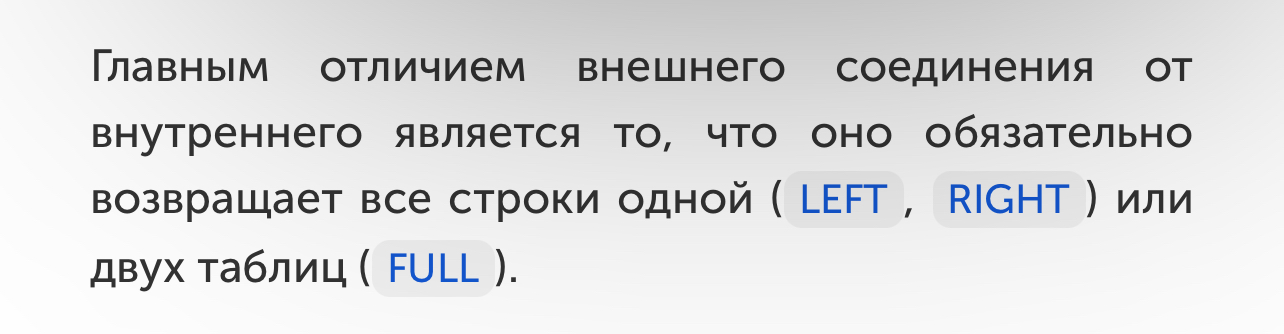 Главным отличием внешнего соединения от
внутреннего является то, что оно обязательно
возвращает все строки одной (LEFT, RIGHT) или
двух таблиц (FULL).